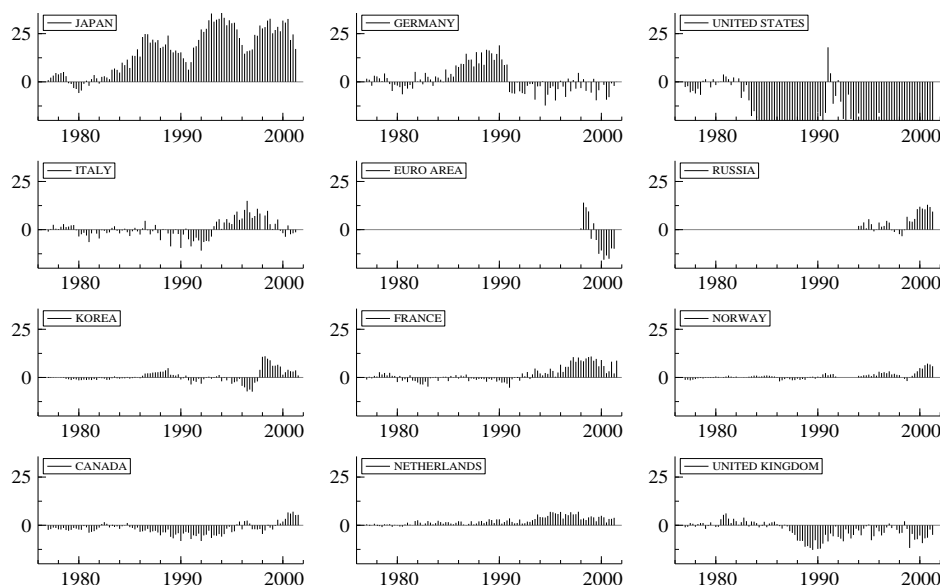 JAPAN GERMANY UNITED STATES
25 25 25
0 0 0
1980 1990 2000 1980 1990 2000 1980 1990 2000
ITALY EURO AREA RUSSIA
25 25 25
0 0 0
1980 1990 2000 1980 1990 2000 1980 1990 2000
KOREA FRANCE NORWAY
25 25 25
0 0 0
1980 1990 2000 1980 1990 2000 1980 1990 2000
CANADA NETHERLANDS UNITED KINGDOM
25 25 25
0 0 0
1980 1990 2000 1980 1990 2000 1980 1990 2000